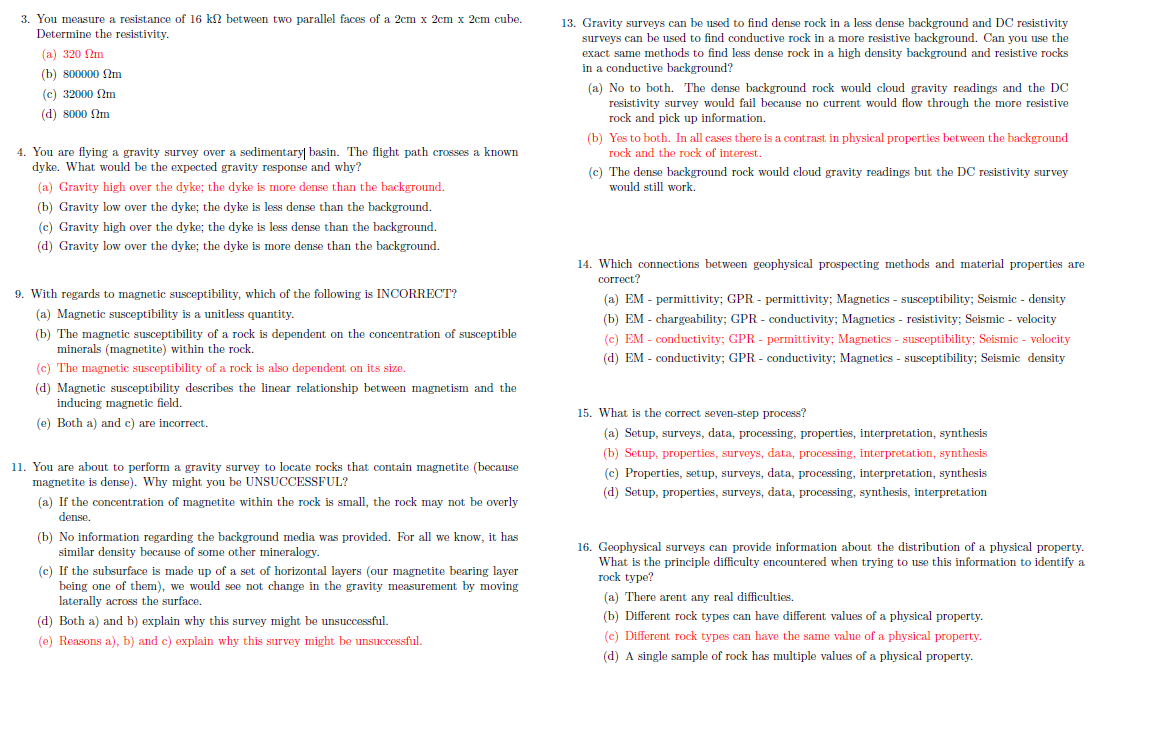 3. You measure a resistance of 16 kΩ between two parallel faces of a 2cm x 2cm x 2cm cube.
Determine the resistivity.
(a) 320 Ωm
(b) 800000 Ωm
(c) 32000 Ωm
(d) 8000 Ωm
4. You are flying a gravity survey over a sedimentary basin. The flight path crosses a known
dyke. What would be the expected gravity response and why?
(a) Gravity high over the dyke; the dyke is more dense than the background.
(b) Gravity low over the dyke; the dyke is less dense than the background.
(c) Gravity high over the dyke; the dyke is less dense than the background.
(d) Gravity low over the dyke; the dyke is more dense than the background.
9. With regards to magnetic susceptibility, which of the following is INCORRECT?
(a) Magnetic susceptibility is a unitless quantity.
(b) The magnetic susceptibility of a rock is dependent on the concentration of susceptible
minerals (magnetite) within the rock.
(c) The magnetic susceptibility of a rock is also dependent on its size.
(d) Magnetic susceptibility describes the linear relationship between magnetism and the
inducing magnetic field.
(e) Both a) and c) are incorrect.
11. You are about to perform a gravity survey to locate rocks that contain magnetite (because
magnetite is dense). Why might you be UNSUCCESSFUL?
(a) If the concentration of magnetite within the rock is small, the rock may not be overly
dense.
(b) No information regarding the background media was provided. For all we know, it has
similar density because of some other mineralogy.
(c) If the subsurface is made up of a set of horizontal layers (our magnetite bearing layer
being one of them), we would see not change in the gravity measurement by moving
laterally across the surface.
(d) Both a) and b) explain why this survey might be unsuccessful.
(e) Reasons a), b) and c) explain why this survey might be unsuccessful.
13. Gravity surveys can be used to find dense rock in a less dense background and DC resistivity
surveys can be used to find conductive rock in a more resistive background. Can you use the
exact same methods to find less dense rock in a high density background and resistive rocks
in a conductive background?
(a) No to both. The dense background rock would cloud gravity readings and the DC
resistivity survey would fail because no current would flow through the more resistive
rock and pick up information.
(b) Yes to both. In all cases there is a contrast in physical properties between the background
rock and the rock of interest.
(c) The dense background rock would cloud gravity readings but the DC resistivity survey
would still work.
14. Which connections between geophysical prospecting methods and material properties are
correct?
(a) EM - permittivity; GPR - permittivity; Magnetics - susceptibility; Seismic - density
(b) EM - chargeability; GPR - conductivity; Magnetics - resistivity; Seismic - velocity
(c) EM - conductivity; GPR - permittivity; Magnetics - susceptibility; Seismic - velocity
(d) EM - conductivity; GPR - conductivity; Magnetics - susceptibility; Seismic density
15. What is the correct seven-step process?
(a) Setup, surveys, data, processing, properties, interpretation, synthesis
(b) Setup, properties, surveys, data, processing, interpretation, synthesis
(c) Properties, setup, surveys, data, processing, interpretation, synthesis
(d) Setup, properties, surveys, data, processing, synthesis, interpretation
16. Geophysical surveys can provide information about the distribution of a physical property.
What is the principle difficulty encountered when trying to use this information to identify a
rock type?
(a) There arent any real difficulties.
(b) Different rock types can have different values of a physical property.
(c) Different rock types can have the same value of a physical property.
(d) A single sample of rock has multiple values of a physical property.